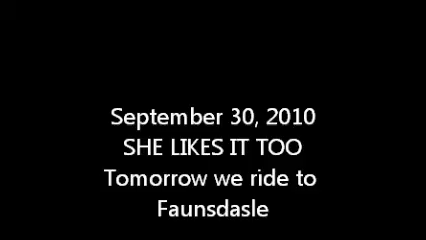 September 30, 2010
SHE LIKES IT TOO
Tomorrow we ride to
Faunsdasle